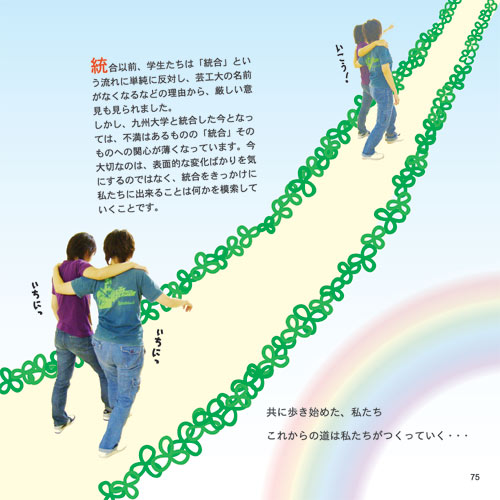 統合以前、学生たちは「統合」とい
う流れに単純に反対し、芸工大の名前
がなくなるなどの理由から、厳しい意
見も見られました。
しかし、九州大学と統合した今となっ
ては、不満はあるものの「統合」その
ものへの関心が薄くなっています。今
大切なのは、表面的な変化ばかりを気
にするのではなく、統合をきっかけに
私たちに出来ることは何かを模索して
いくことです。
いこう!
いちにっ
いちにっ
共に歩き始めた、私たち
これからの道は私たちがつくっていく・・・
75